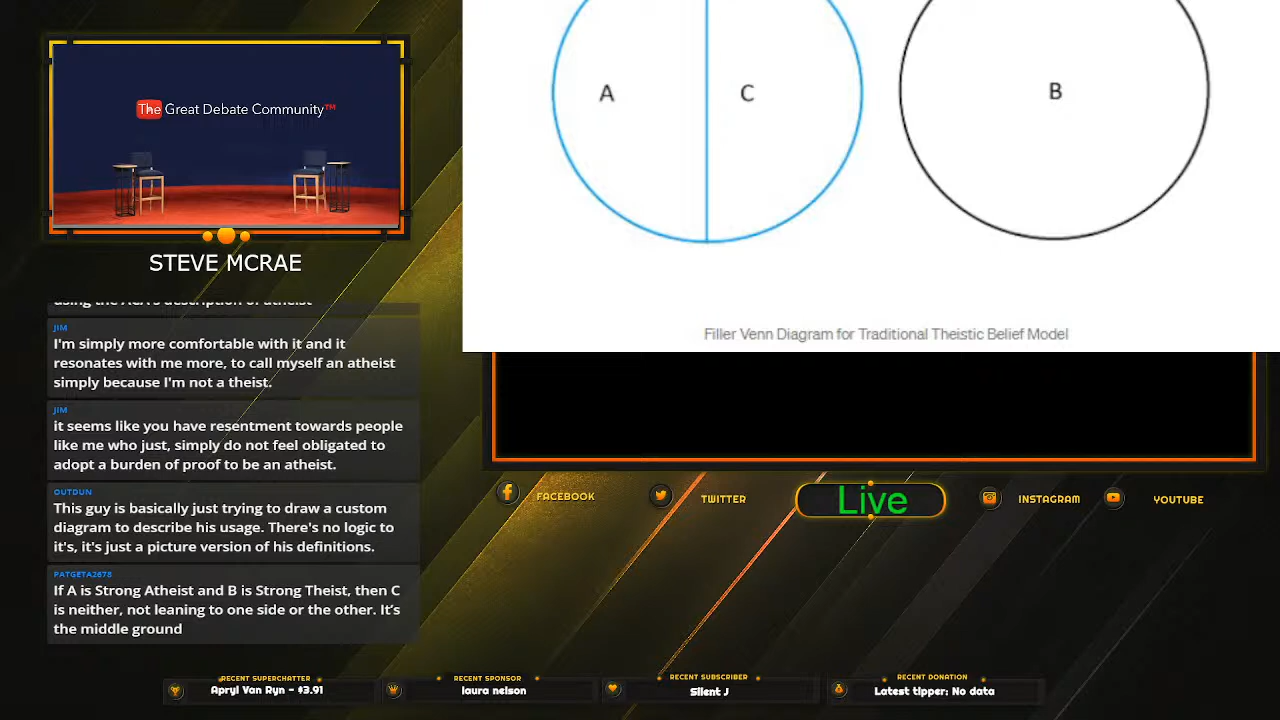 The Great Debate Community™
STEVE MCRAE
using the ACA's description of atheist
JIM
I'm simply more comfortable with it and it
resonates with me more, to call myself an atheist
simply because I'm not a theist.
JIM
it seems like you have resentment towards people
like me who just, simply do not feel obligated to
adopt a burden of proof to be an atheist.
OUTDUN
This guy is basically just trying to draw a custom
diagram to describe his usage. There's no logic to
it's, it's just a picture version of his definitions.
PATGETA2678
If A is Strong Atheist and B is Strong Theist, then C
is neither, not leaning to one side or the other. It's
the middle ground
A
C
B
Filler Venn Diagram for Traditional Theistic Belief Model
FACEBOOK
TWITTER
Live
INSTAGRAM
YOUTUBE
RECENT SUPERCHATTER
Apryl Van Ryn - $3.91
RECENT SPONSOR
laura nelson
RECENT SUBSCRIBER
Silent J
RECENT DONATION
Latest tipper: No data